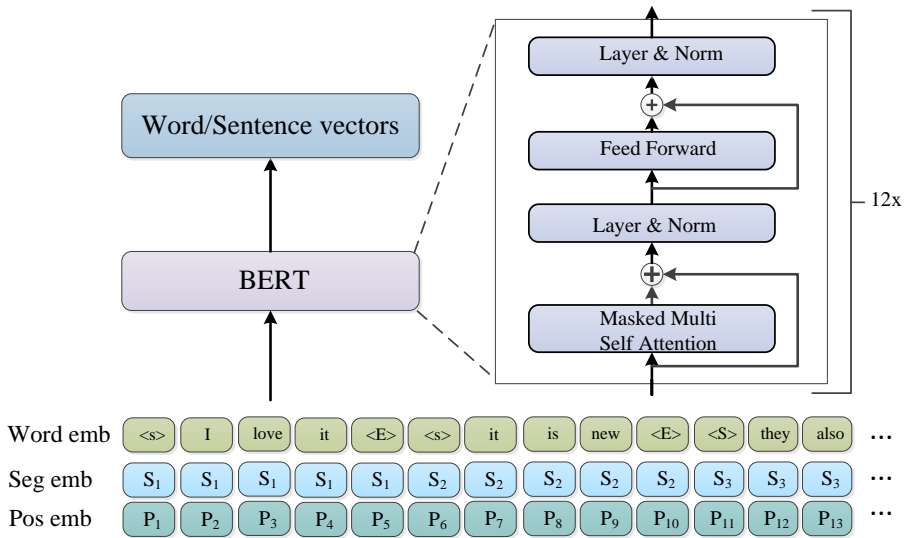 Layer & Norm
+
Feed Forward
Layer & Norm
+
Masked Multi
Self Attention
12x
Word/Sentence vectors
BERT
Word emb <s> I love it <E> <s> it is new <E> <S> they also ...
Seg emb S1 S1 S1 S1 S1 S2 S2 S2 S2 S2 S3 S3 S3 ...
Pos emb P1 P2 P3 P4 P5 P6 P7 P8 P9 P10 P11 P12 P13 ...